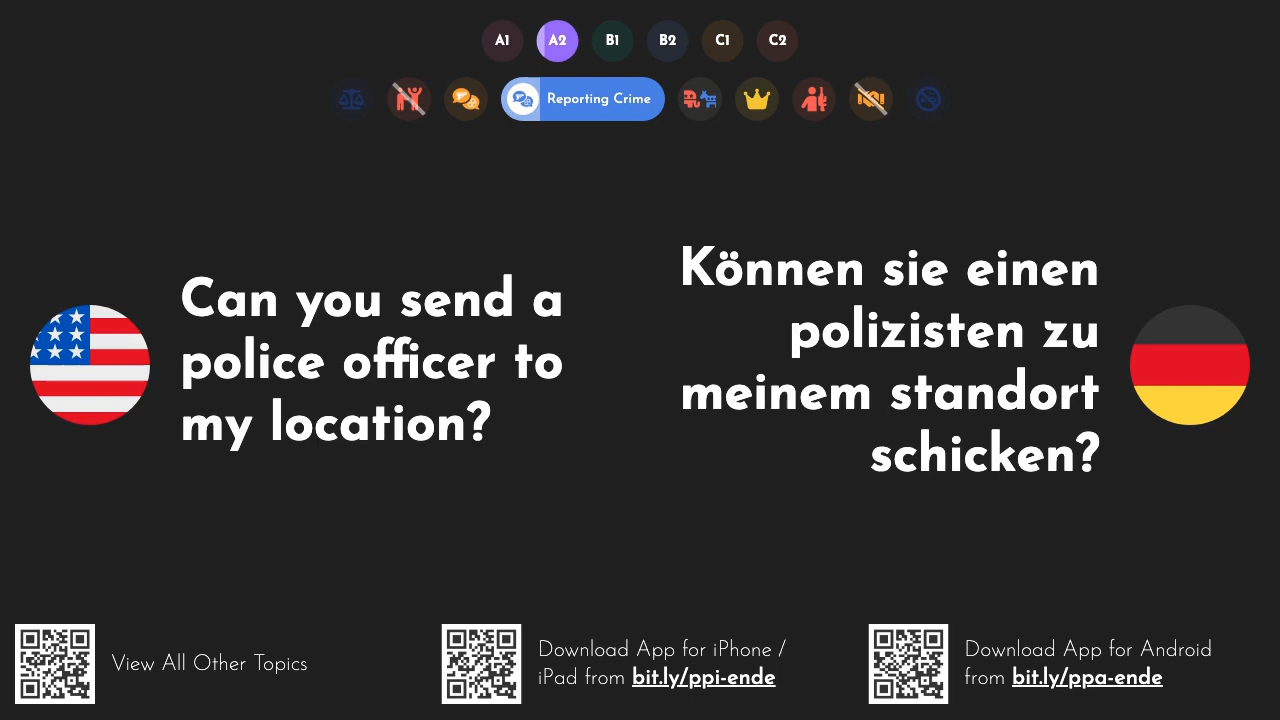 A1 A2 B1 B2 C1 C2
Reporting Crime
Can you send a
police officer to
my location?
Können sie einen
polizisten zu
meinem standort
schicken?
View All Other Topics
Download App for iPhone /
iPad from bit.ly/ppi-ende
Download App for Android
from bit.ly/ppa-ende